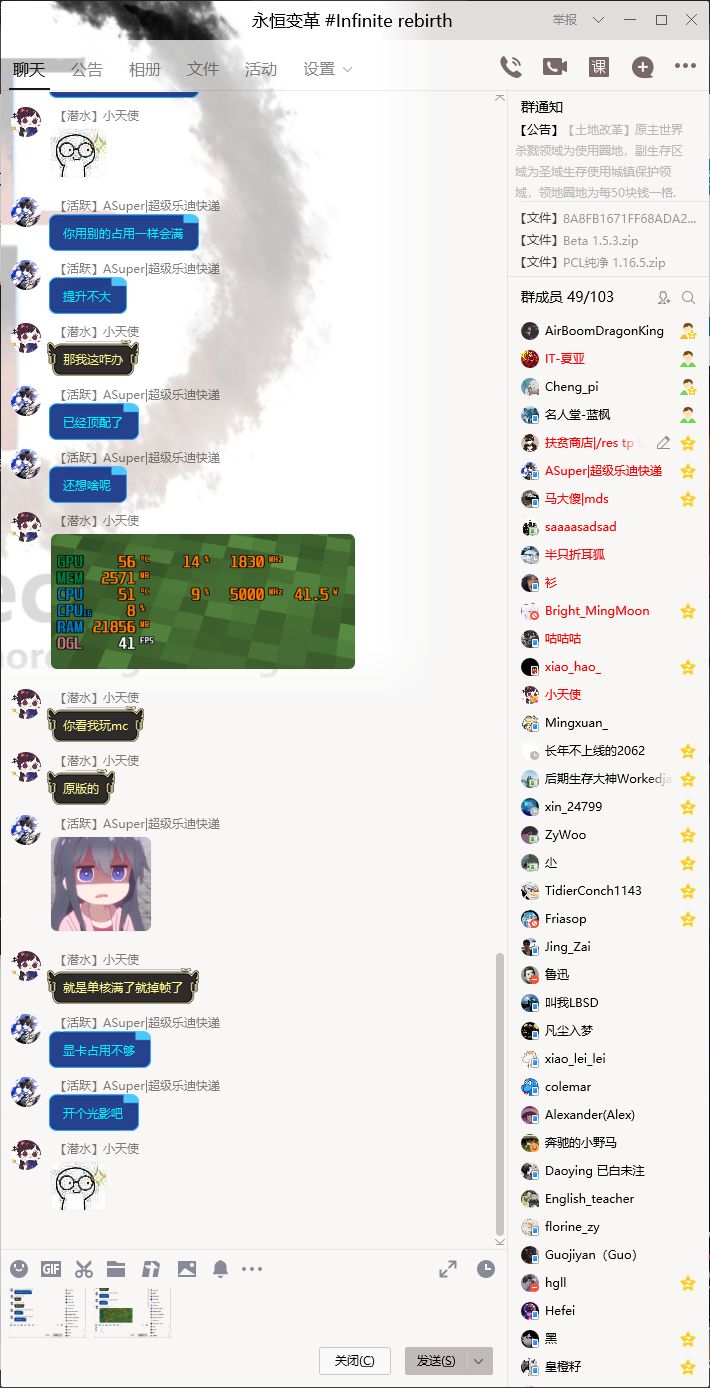 永恒变革 #Infinite rebirth
举报
聊天 公告 相册 文件 活动 设置
课
【潜水】小天使
【活跃】ASuper|超级乐迪快递
你用别的占用一样会满
【活跃】ASuper|超级乐迪快递
提升不大
【潜水】小天使
那我这咋办
【活跃】ASuper|超级乐迪快递
已经顶配了
【活跃】ASuper|超级乐迪快递
还想啥呢
【潜水】小天使
GPU 56 °C 14 % 1830 MHz
MEM 2571 MB
CPU 51 °C 9 % 5000 MHz 41.5 W
CPU16 8 %
RAM 21856 MB
OGL 41 FPS
【潜水】小天使
你看我玩mc
【潜水】小天使
原版的
【活跃】ASuper|超级乐迪快递
【潜水】小天使
就是单核满了就掉帧了
【活跃】ASuper|超级乐迪快递
显卡占用不够
【活跃】ASuper|超级乐迪快递
开个光影吧
【潜水】小天使
GIF
关闭(C) 发送(S)
群通知
【公告】【土地改革】原主世界
杀戮领域为使用圈地，副生存区
域为圣域生存使用城镇保护领
域，领地圈地为每50块钱一格.
【文件】8A8FB1671FF68ADA2...
【文件】Beta 1.5.3.zip
【文件】PCL纯净 1.16.5.zip
群成员 49/103
AirBoomDragonKing
IT-夏亚
Cheng_pi
名人堂-蓝枫
扶贫商店|/res tp S
ASuper|超级乐迪快递
马大傻|mds
saaaasadsad
半只折耳狐
衫
Bright_MingMoon
咕咕咕
xiao_hao_
小天使
Mingxuan_
长年不上线的2062
后期生存大神Workedja
xin_24799
ZyWoo
尐
TidierConch1143
Friasop
Jing_Zai
鲁迅
叫我LBSD
凡尘入梦
xiao_lei_lei
colemar
Alexander(Alex)
奔驰的小野马
Daoying 已白未注
English_teacher
florine_zy
Guojiyan（Guo）
hgll
Hefei
黑
皇橙籽